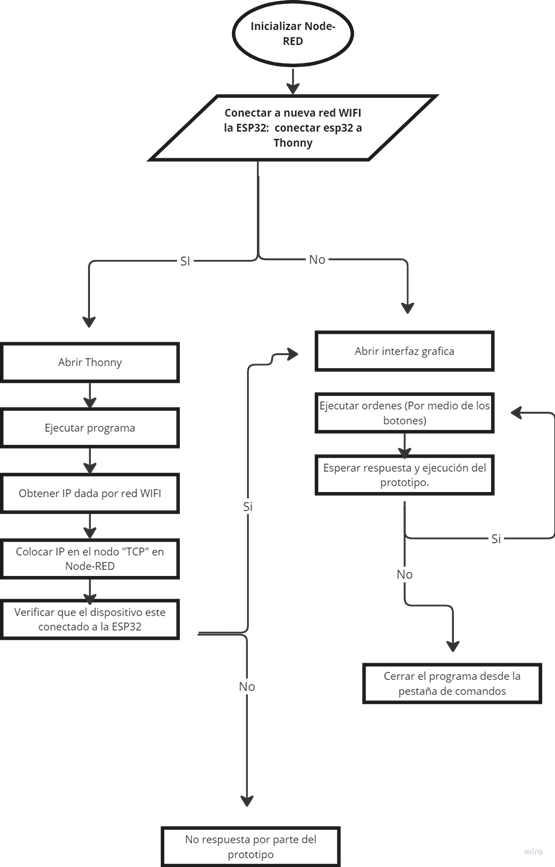 Inicializar Node-
RED
Conectar a nueva red WIFI
la ESP32: conectar esp32 a
Thonny
SI
No
Abrir Thonny
Ejecutar programa
Obtener IP dada por red WIFI
Colocar IP en el nodo "TCP" en
Node-RED
Verificar que el dispositivo este
conectado a la ESP32
Si
No
No respuesta por parte del
prototipo
Abrir interfaz grafica
Ejecutar ordenes (Por medio de los
botones)
Esperar respuesta y ejecución del
prototipo.
Si
No
Cerrar el programa desde la
pestaña de comandos
miro